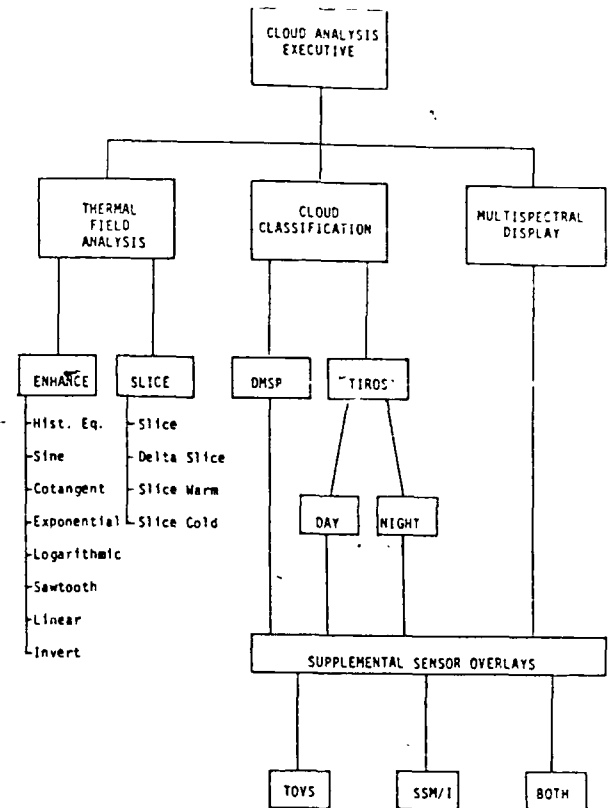 CLOUD ANALYSIS
EXECUTIVE
THERMAL
FIELD
ANALYSIS
CLOUD
CLASSIFICATION
MULTISPECTRAL
DISPLAY
ENHANCE
SLICE
DMSP
TIROS
Hist. Eq.
Sine
Cotangent
Exponential
Logarithmic
Sawtooth
Linear
Invert
Slice
Delta Slice
Slice Warm
Slice Cold
DAY
NIGHT
SUPPLEMENTAL SENSOR OVERLAYS
TOVS
SSM/I
BOTH